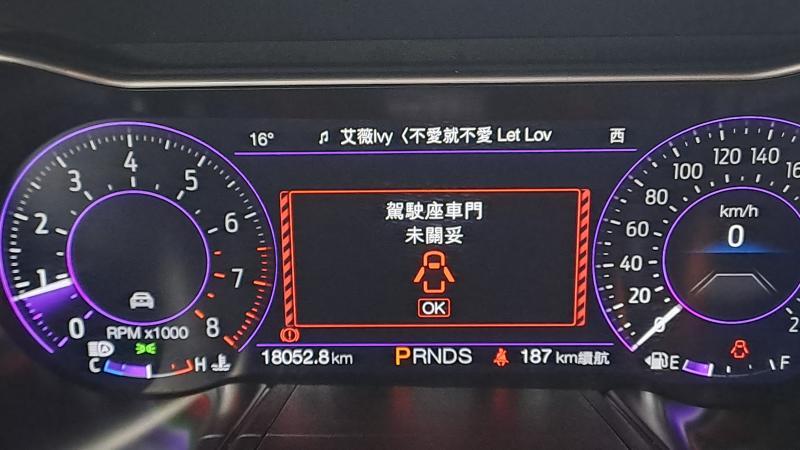 16° ♫ 艾薇Ivy〈不愛就不愛 Let Lov 西
駕駛座車門
未關妥
OK
0 1 2 3 4 5 6 7 8
RPM x1000
C H
18052.8 km PRNDS 187 km續航
0 20 40 60 80 100 120 140
km/h
0
E F